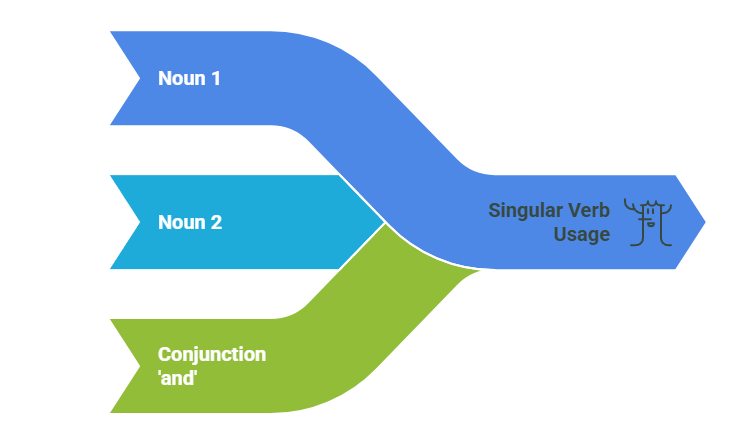 Noun 1
Noun 2
Singular Verb
Usage
Conjunction
'and'